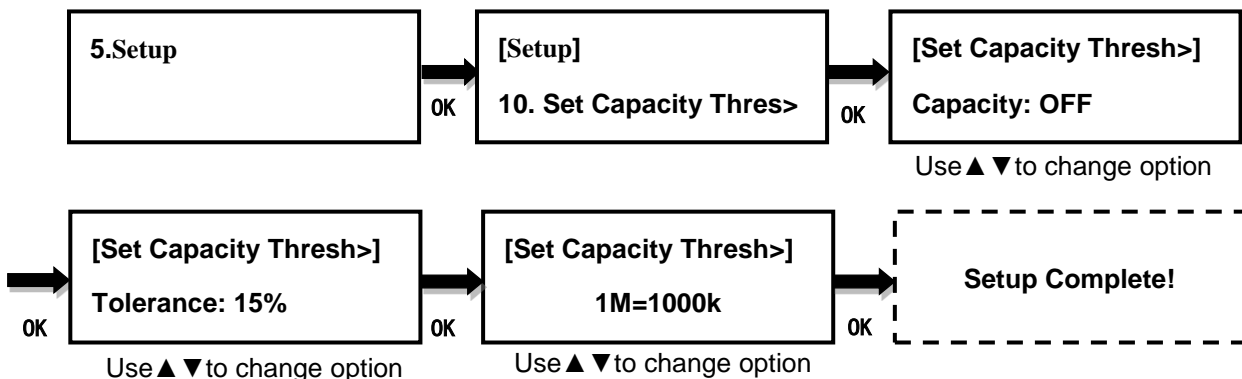 5.Setup
OK
[Setup]
10. Set Capacity Thres>
OK
[Set Capacity Thresh>]
Capacity: OFF
Use▲▼to change option
OK
[Set Capacity Thresh>]
Tolerance: 15%
Use▲▼to change option
OK
[Set Capacity Thresh>]
1M=1000k
Use▲▼to change option
OK
Setup Complete!